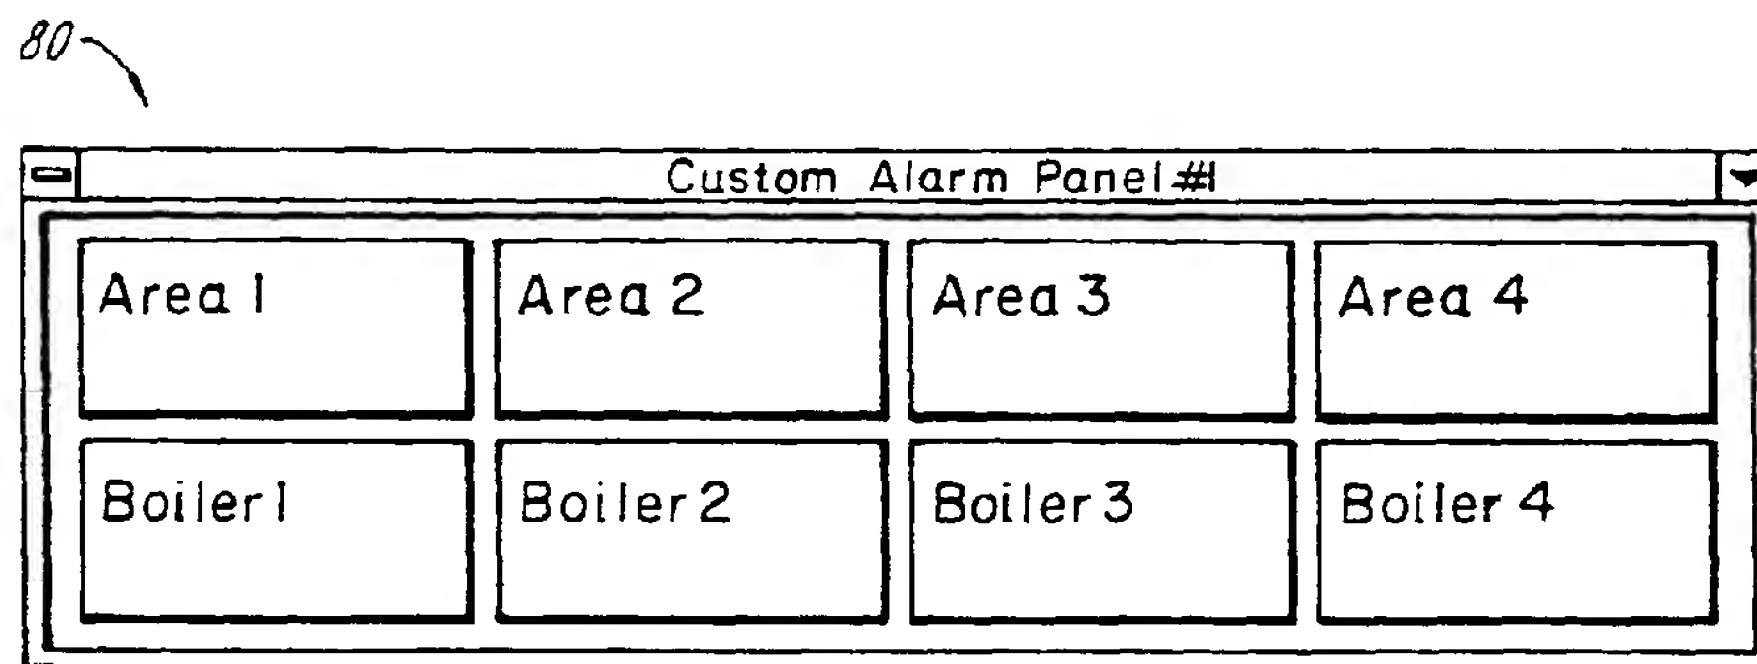 80
Custom Alarm Panel #1
Area 1 Area 2 Area 3 Area 4
Boiler 1 Boiler 2 Boiler 3 Boiler 4